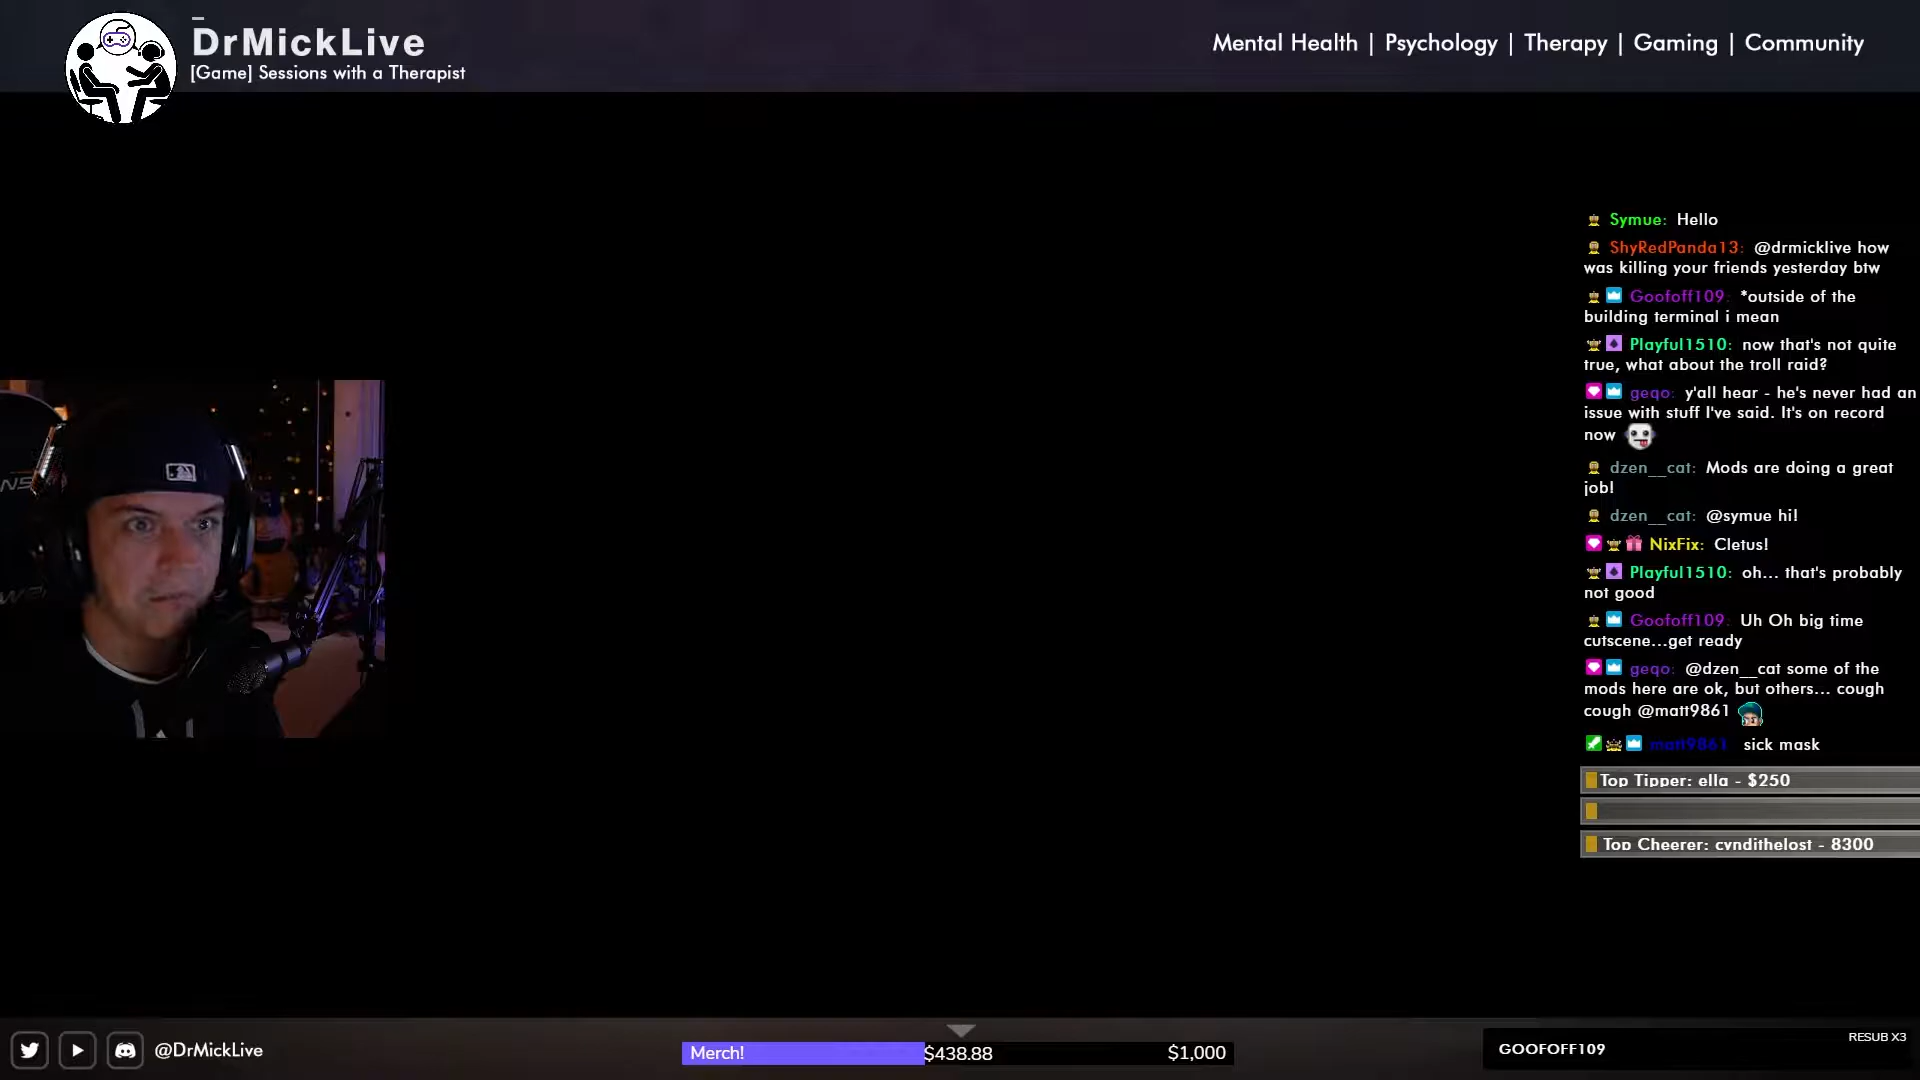 DrMickLive
[Game] Sessions with a Therapist
Mental Health | Psychology | Therapy | Gaming | Community
Symue: Hello
ShyRedPanda13: @drmicklive how
was killing your friends yesterday btw
Goofoff109: *outside of the
building terminal i mean
Playful1510: now that's not quite
true, what about the troll raid?
geqo: y'all hear - he's never had an
issue with stuff I've said. It's on record
now
dzen__cat: Mods are doing a great
job!
dzen__cat: @symue hi!
NixFix: Cletus!
Playful1510: oh... that's probably
not good
Goofoff109: Uh Oh big time
cutscene...get ready
geqo: @dzen__cat some of the
mods here are ok, but others... cough
cough @matt9861
matt9861 sick mask
Top Tipper: ella - $250
Top Cheerer: cyndithelost - 8300
@DrMickLive
Merch! $438.88 $1,000
RESUB X3
GOOFOFF109